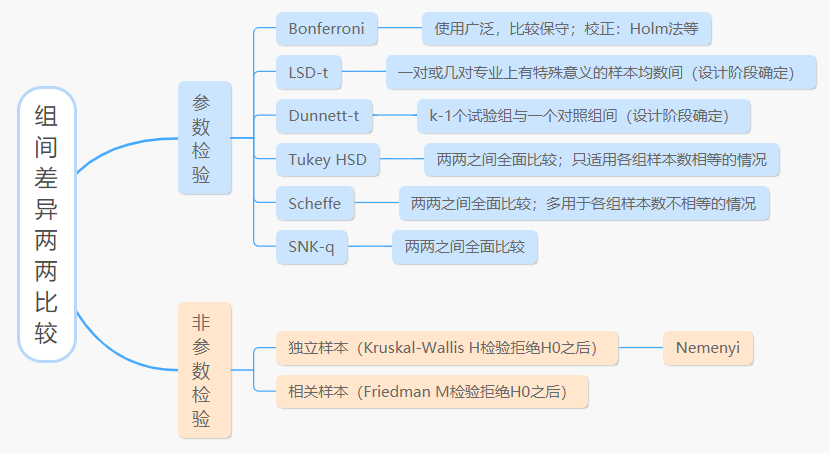 组间差异两两比较
参数检验
Bonferroni
使用广泛，比较保守；校正：Holm法等
LSD-t
一对或几对专业上有特殊意义的样本均数间（设计阶段确定）
Dunnett-t
k-1个试验组与一个对照组间（设计阶段确定）
Tukey HSD
两两之间全面比较；只适用各组样本数相等的情况
Scheffe
两两之间全面比较；多用于各组样本数不相等的情况
SNK-q
两两之间全面比较
非参数检验
独立样本（Kruskal-Wallis H检验拒绝H0之后）
Nemenyi
相关样本（Friedman M检验拒绝H0之后）